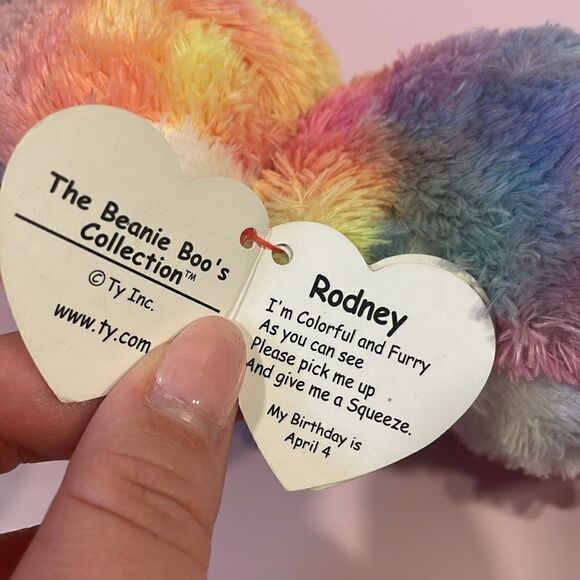 The Beanie Boo's
Collection™
© Ty Inc.
www.ty.com
Rodney
I'm Colorful and Furry
As you can see
Please pick me up
And give me a Squeeze.
My Birthday is
April 4